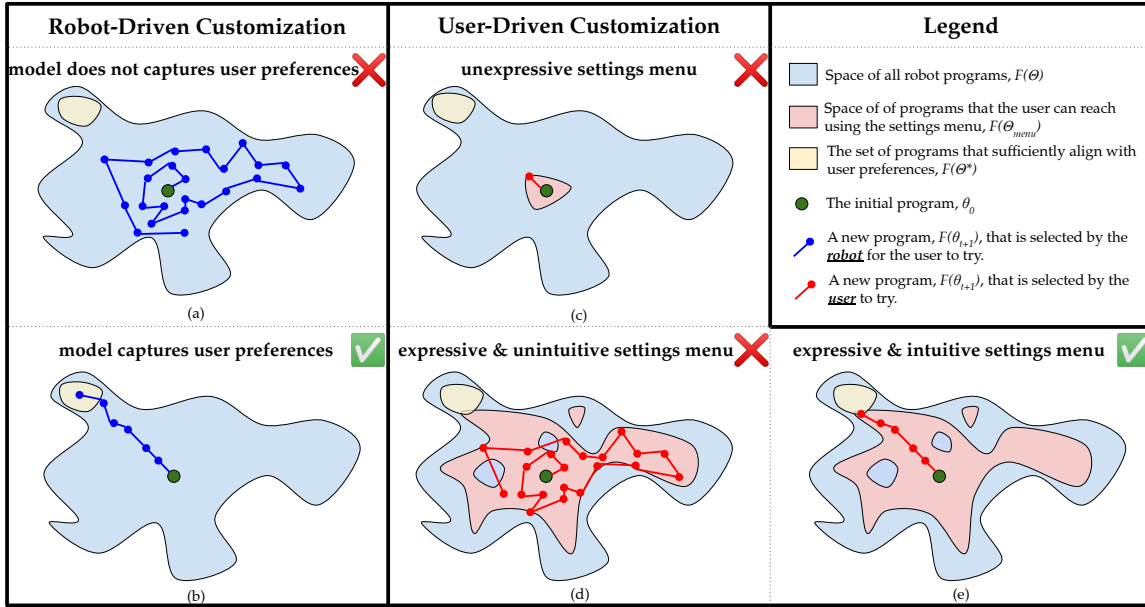 Robot-Driven Customization
model does not captures user preferences
(a)
model captures user preferences
(b)
User-Driven Customization
unexpressive settings menu
(c)
expressive & unintuitive settings menu
(d)
Legend
Space of all robot programs, F(Θ)
Space of of programs that the user can reach
using the settings menu, F(Θmenu)
The set of programs that sufficiently align with
user preferences, F(Θ*)
The initial program, θ0
A new program, F(θt+1), that is selected by the
robot for the user to try.
A new program, F(θt+1), that is selected by the
user to try.
expressive & intuitive settings menu
(e)